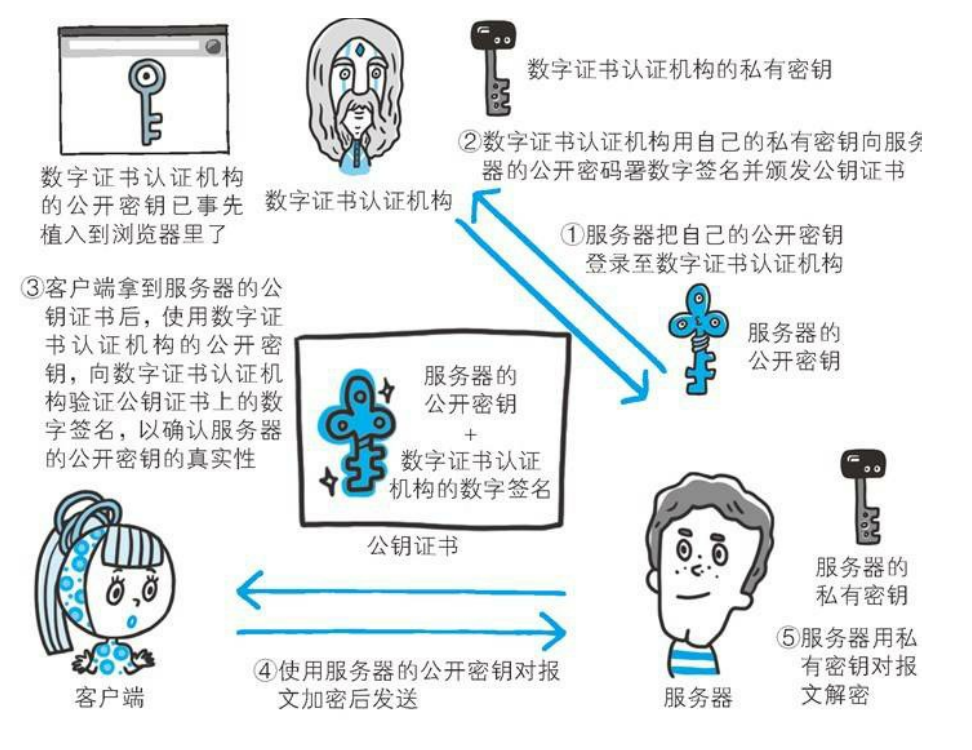 数字证书认证机构
的公开密钥已事先
植入到浏览器里了
数字证书认证机构
数字证书认证机构的私有密钥
②数字证书认证机构用自己的私有密钥向服务
器的公开密码署数字签名并颁发公钥证书
①服务器把自己的公开密钥
登录至数字证书认证机构
服务器的
公开密钥
③客户端拿到服务器的公
钥证书后，使用数字证
书认证机构的公开密
钥，向数字证书认证机
构验证公钥证书上的数
字签名，以确认服务器
的公开密钥的真实性
服务器的
公开密钥
+
数字证书认证
机构的数字签名
公钥证书
服务器的
私有密钥
④使用服务器的公开密钥对报
文加密后发送
⑤服务器用私
有密钥对报
文解密
客户端
服务器